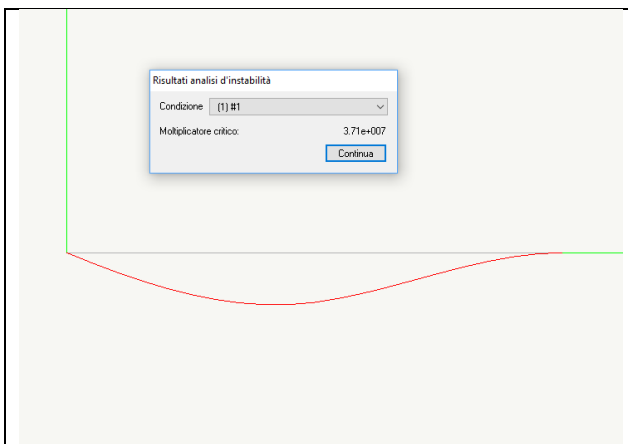 Risultati analisi d'instabilità
Condizione (1) #1
Moltiplicatore critico: 3.71e+007
Continua